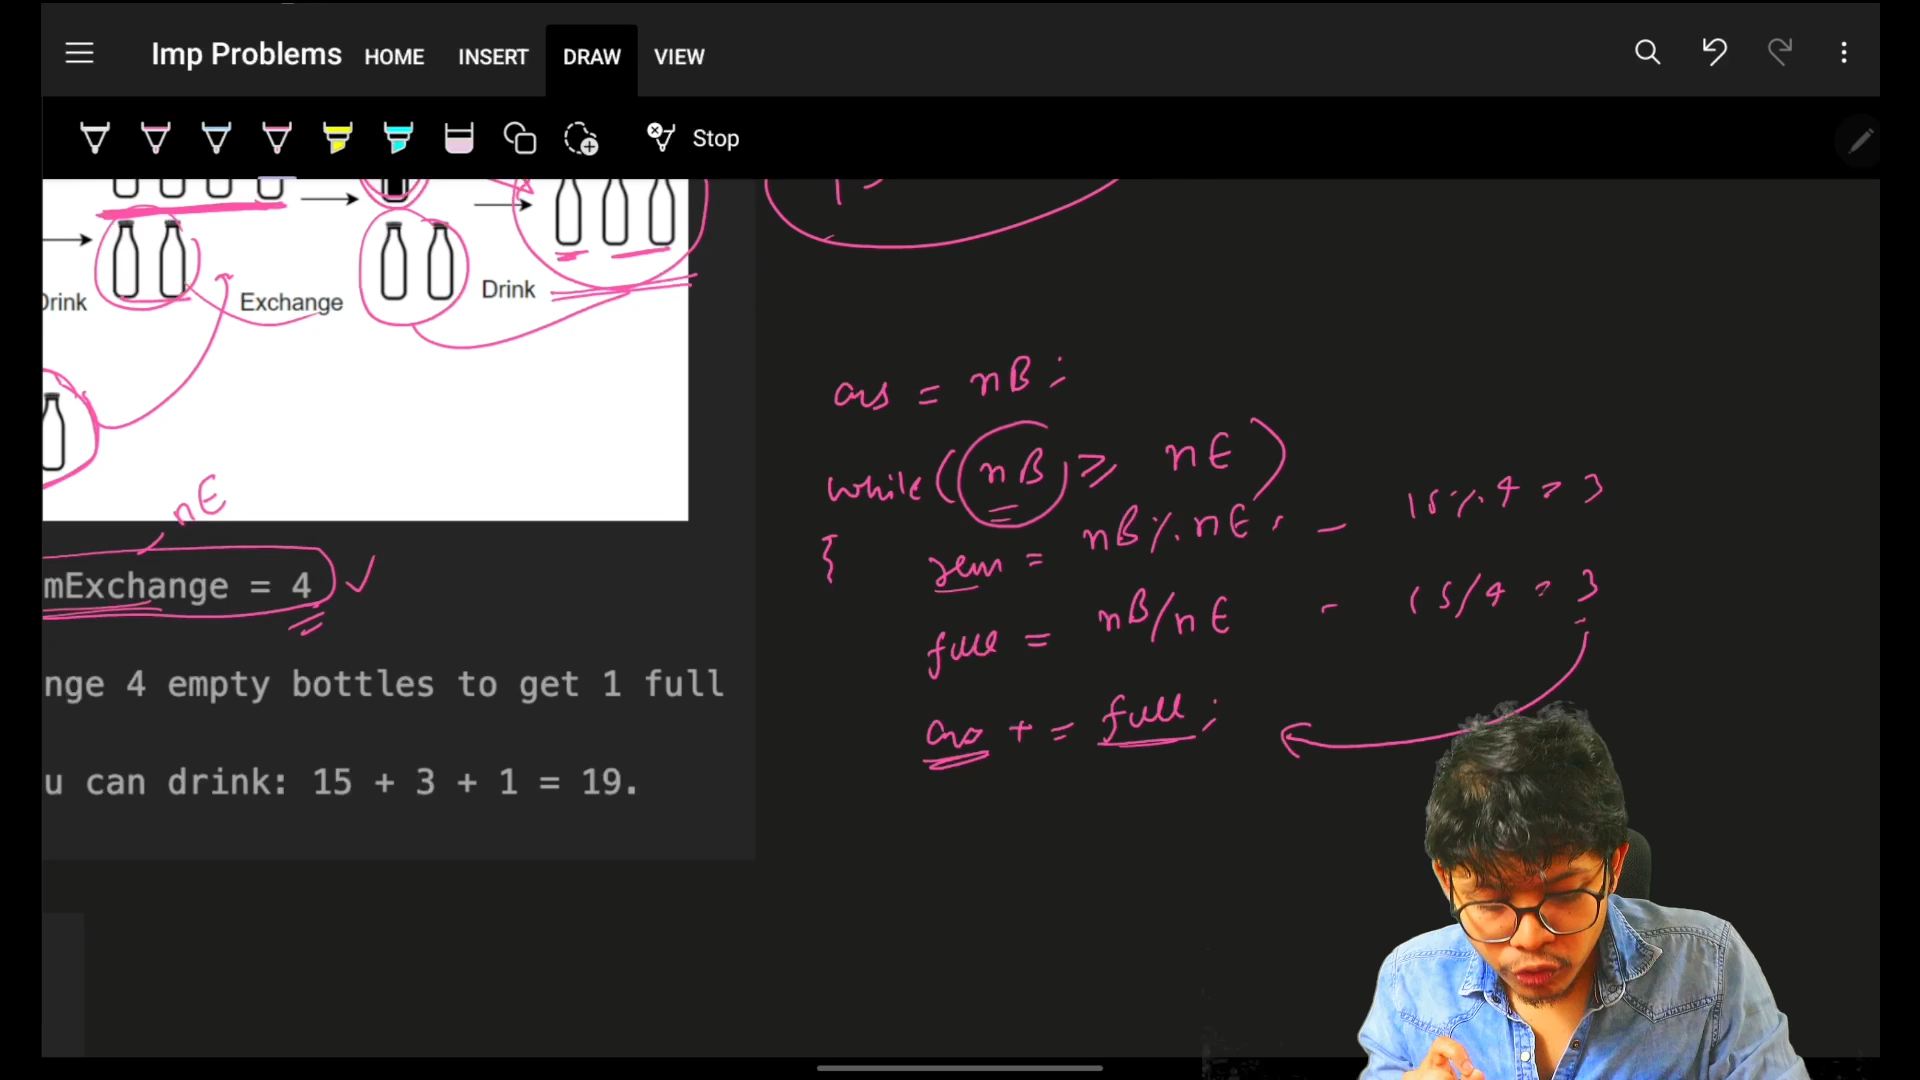 Imp Problems HOME INSERT DRAW VIEW
Stop
Drink
Exchange
Drink
nE
mExchange = 4
nge 4 empty bottles to get 1 full
u can drink: 15 + 3 + 1 = 19.
ans = nB;
while(nB ≥ nE)
{ rem = nB%nE; - 15%4 = 3
full = nB/nE - 15/4 = 3
ans += full;